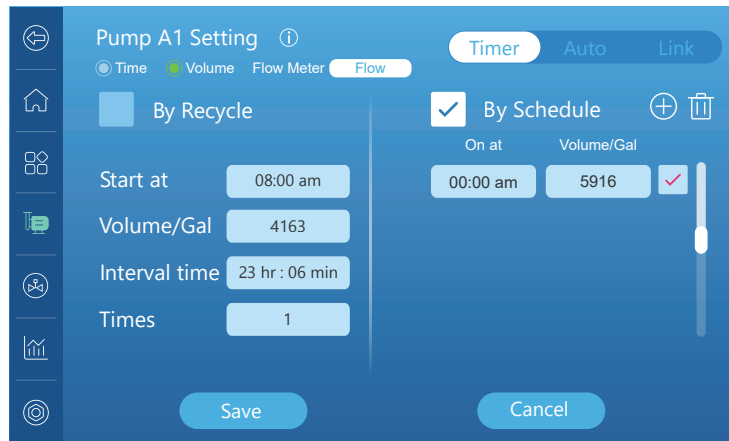 Pump A1 Setting
Timer Auto Link
Time Volume Flow Meter Flow
By Recycle
By Schedule
On at Volume/Gal
00:00 am 5916
Start at 08:00 am
Volume/Gal 4163
Interval time 23 hr : 06 min
Times 1
Save
Cancel